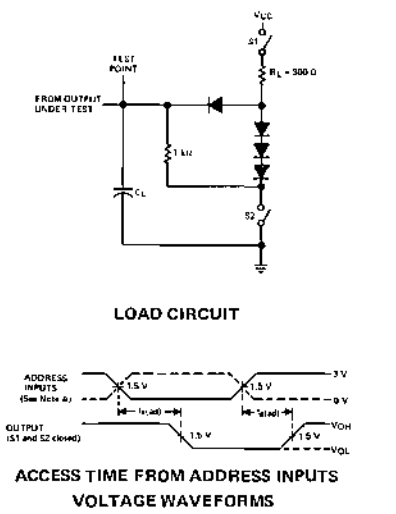 VCC
S1
TEST
POINT
RL = 300 Ω
FROM OUTPUT
UNDER TEST
1 kΩ
CL
S2
LOAD CIRCUIT
ADDRESS
INPUTS
(See Note A)
1.5 V
1.5 V
3 V
0 V
ta(ad)
ta(ad)
OUTPUT
(S1 and S2 closed)
1.5 V
1.5 V
VOH
VOL
ACCESS TIME FROM ADDRESS INPUTS
VOLTAGE WAVEFORMS